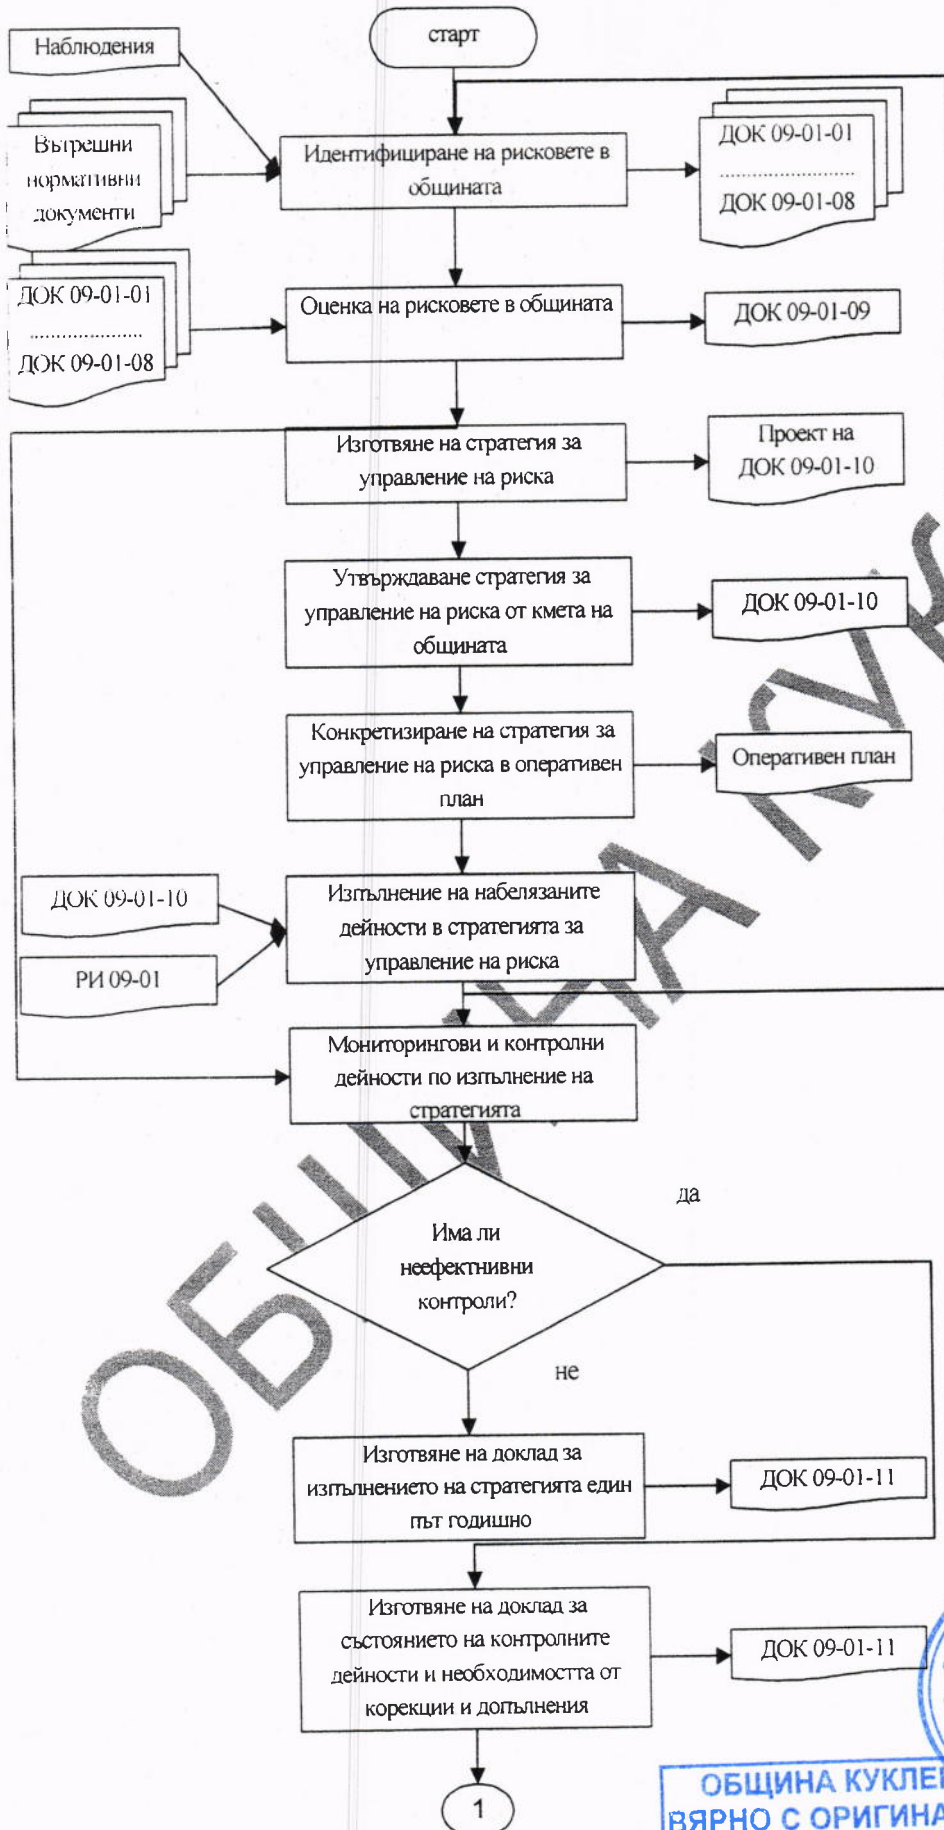 старт
Наблюдения
Вътрешни
нормативни
документи
Идентифициране на рисковете в
общината
ДОК 09-01-01
......................
ДОК 09-01-08
ДОК 09-01-01
......................
ДОК 09-01-08
Оценка на рисковете в общината
ДОК 09-01-09
Изготвяне на стратегия за
управление на риска
Проект на
ДОК 09-01-10
Утвърждаване стратегия за
управление на риска от кмета на
общината
ДОК 09-01-10
Конкретизиране на стратегия за
управление на риска в оперативен
план
Оперативен план
ДОК 09-01-10
РИ 09-01
Изпълнение на набелязаните
дейности в стратегията за
управление на риска
Мониторингови и контролни
дейности по изпълнение на
стратегията
да
Има ли
неефектнивни
контроли?
не
Изготвяне на доклад за
изпълнението на стратегията един
път годишно
ДОК 09-01-11
Изготвяне на доклад за
състоянието на контролните
дейности и необходимостта от
корекции и допълнения
ДОК 09-01-11
1
ОБЩИНА КУКЛЕ
ВЯРНО С ОРИГИНА